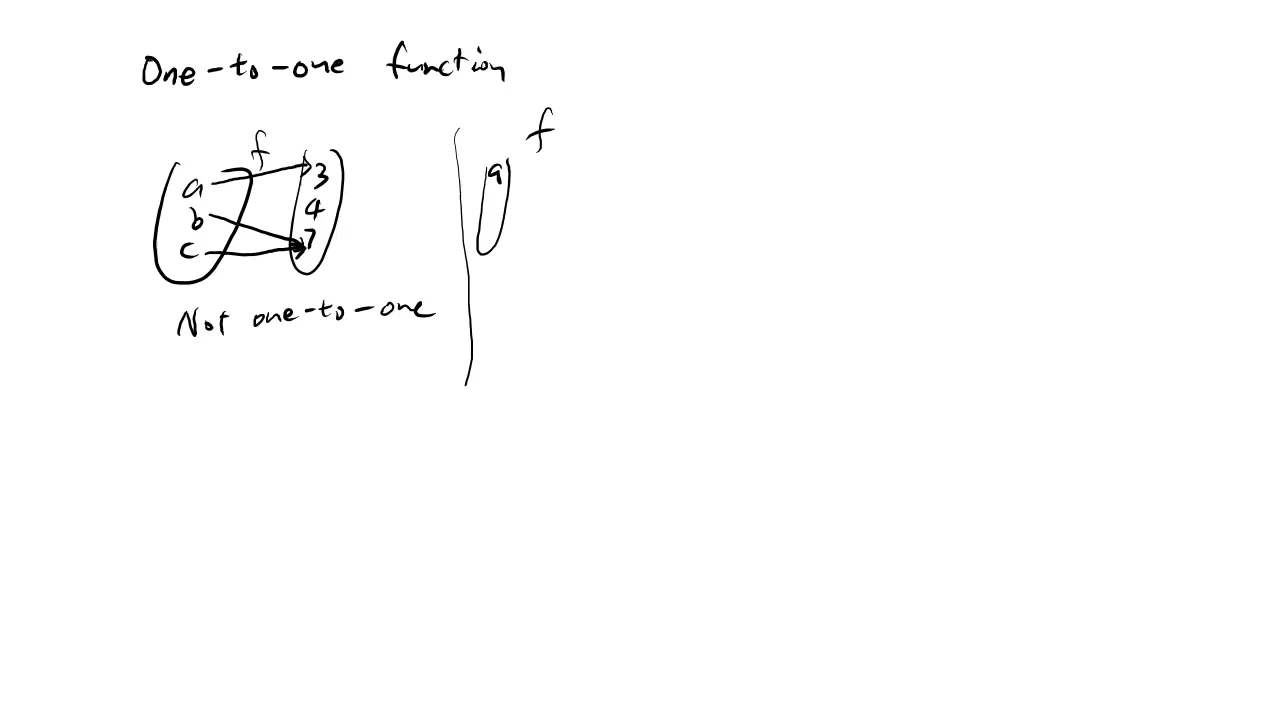 One-to-one function
f
a 3
b 4
c 7
Not one-to-one
f
a